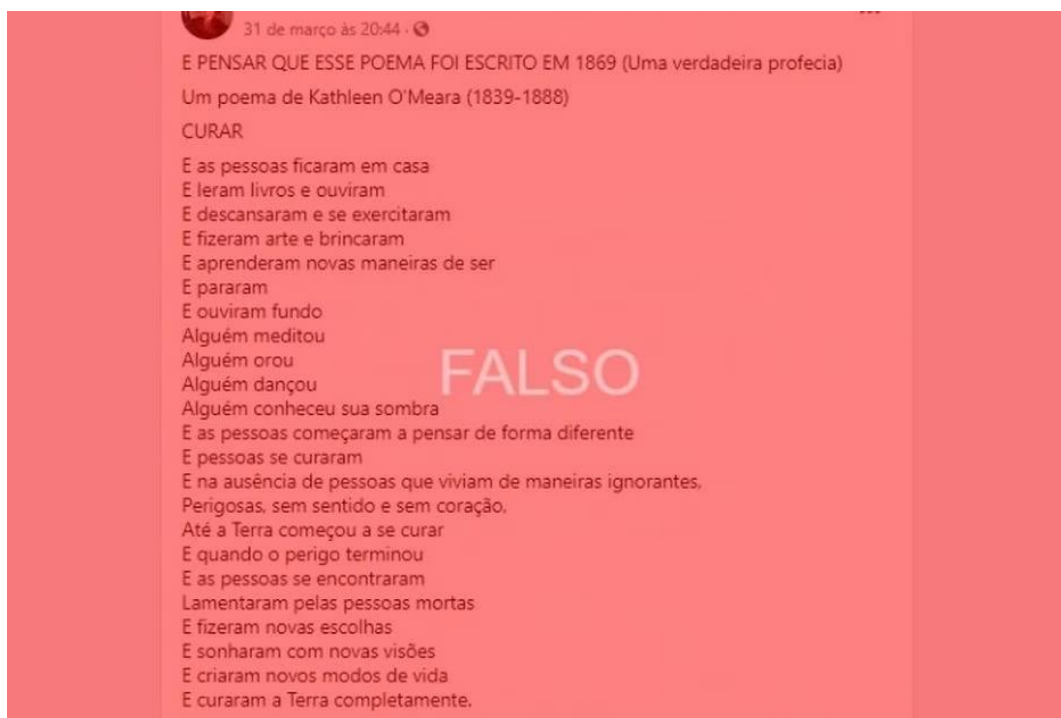 31 de março às 20:44 ·
E PENSAR QUE ESSE POEMA FOI ESCRITO EM 1869 (Uma verdadeira profecia)
Um poema de Kathleen O'Meara (1839-1888)
CURAR
E as pessoas ficaram em casa
E leram livros e ouviram
E descansaram e se exercitaram
E fizeram arte e brincaram
E aprenderam novas maneiras de ser
E pararam
E ouviram fundo
Alguém meditou
Alguém orou
FALSO
Alguém dançou
Alguém conheceu sua sombra
E as pessoas começaram a pensar de forma diferente
E pessoas se curaram
E na ausência de pessoas que viviam de maneiras ignorantes,
Perigosas, sem sentido e sem coração,
Até a Terra começou a se curar
E quando o perigo terminou
E as pessoas se encontraram
Lamentaram pelas pessoas mortas
E fizeram novas escolhas
E sonharam com novas visões
E criaram novos modos de vida
E curaram a Terra completamente.